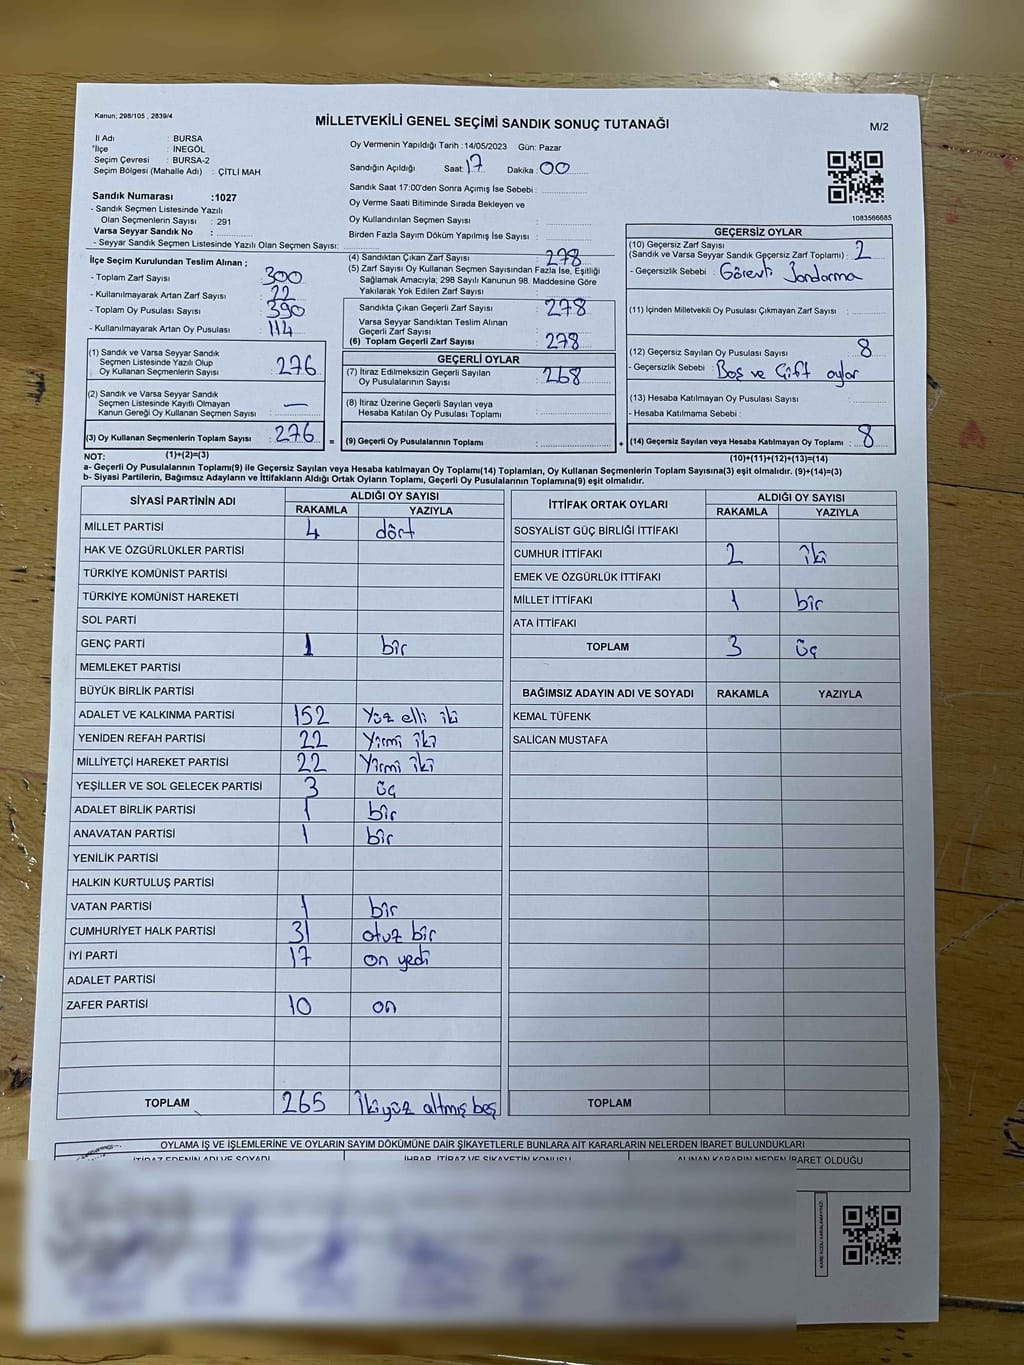 Kanun; 298/105 , 2839/4
MİLLETVEKİLİ GENEL SEÇİMİ SANDIK SONUÇ TUTANAĞI
M/2
İl Adı : BURSA
İlçe : İNEGÖL
Seçim Çevresi : BURSA-2
Seçim Bölgesi (Mahalle Adı) : ÇİTLİ MAH.
Oy Vermenin Yapıldığı Tarih :14/05/2023 Gün: Pazar
Sandığın Açıldığı Saat: 17 Dakika : 00
Sandık Saat 17:00'den Sonra Açımış İse Sebebi :
Oy Verme Saati Bitiminde Sırada Bekleyen ve
Oy Kullandırılan Seçmen Sayısı :
Birden Fazla Sayım Döküm Yapılmış İse Sayısı :
Sandık Numarası :1027
- Sandık Seçmen Listesinde Yazılı
Olan Seçmenlerin Sayısı : 291
Varsa Seyyar Sandık No :
- Seyyar Sandık Seçmen Listesinde Yazılı Olan Seçmen Sayısı:
1083566685
İlçe Seçim Kurulundan Teslim Alınan ;
- Toplam Zarf Sayısı : 300
- Kullanılmayarak Artan Zarf Sayısı : 22
- Toplam Oy Pusulası Sayısı : 390
- Kullanılmayarak Artan Oy Pusulası : 114
(1) Sandık ve Varsa Seyyar Sandık
Seçmen Listesinde Yazılı Olup
Oy Kullanan Seçmenlerin Sayısı : 276
(2) Sandık ve Varsa Seyyar Sandık
Seçmen Listesinde Kayıtlı Olmayan
Kanun Gereği Oy Kullanan Seçmen Sayısı : —
(3) Oy Kullanan Seçmenlerin Toplam Sayısı : 276 =
(4) Sandıktan Çıkan Zarf Sayısı : 278
(5) Zarf Sayısı Oy Kullanan Seçmen Sayısından Fazla İse, Eşitliği
Sağlamak Amacıyla; 298 Sayılı Kanunun 98. Maddesine Göre
Yakılarak Yok Edilen Zarf Sayısı :
Sandıkta Çıkan Geçerli Zarf Sayısı : 278
Varsa Seyyar Sandıktan Teslim Alınan
Geçerli Zarf Sayısı :
(6) Toplam Geçerli Zarf Sayısı : 278
GEÇERLİ OYLAR
(7) İtiraz Edilmeksizin Geçerli Sayılan
Oy Pusulalarının Sayısı : 268
(8) İtiraz Üzerine Geçerli Sayılan veya
Hesaba Katılan Oy Pusulası Toplamı :
(9) Geçerli Oy Pusulalarının Toplamı : +
GEÇERSİZ OYLAR
(10) Geçersiz Zarf Sayısı
(Sandık ve Varsa Seyyar Sandık Geçersiz Zarf Toplamı) : 2
- Geçersizlik Sebebi : Görevli Jandarma
(11) İçinden Milletvekili Oy Pusulası Çıkmayan Zarf Sayısı:
(12) Geçersiz Sayılan Oy Pusulası Sayısı : 8
- Geçersizlik Sebebi : Boş ve Çift oylar
(13) Hesaba Katılmayan Oy Pusulası Sayısı :
- Hesaba Katılmama Sebebi :
(14) Geçersiz Sayılan veya Hesaba Katılmayan Oy Toplamı : 8
NOT: (1)+(2)=(3) (10)+(11)+(12)+(13)=(14)
a- Geçerli Oy Pusulalarının Toplamı(9) ile Geçersiz Sayılan veya Hesaba katılmayan Oy Toplamı(14) Toplamları, Oy Kullanan Seçmenlerin Toplam Sayısına(3) eşit olmalıdır. (9)+(14)=(3)
b- Siyasi Partilerin, Bağımsız Adayların ve İttifakların Aldığı Oyların Toplamı, Geçerli Oy Pusulalarının Toplamına(9) eşit olmalıdır.
SİYASİ PARTİNİN ADI ALDIĞI OY SAYISI
RAKAMLA YAZIYLA
MİLLET PARTİSİ 4 dört
HAK VE ÖZGÜRLÜKLER PARTİSİ
TÜRKİYE KOMÜNİST PARTİSİ
TÜRKİYE KOMÜNİST HAREKETİ
SOL PARTİ
GENÇ PARTİ 1 bir
MEMLEKET PARTİSİ
BÜYÜK BİRLİK PARTİSİ
ADALET VE KALKINMA PARTİSİ 152 Yüz elli iki
YENİDEN REFAH PARTİSİ 22 Yirmi iki
MİLLİYETÇİ HAREKET PARTİSİ 22 Yirmi iki
YEŞİLLER VE SOL GELECEK PARTİSİ 3 üç
ADALET BİRLİK PARTİSİ 1 bir
ANAVATAN PARTİSİ 1 bir
YENİLİK PARTİSİ
HALKIN KURTULUŞ PARTİSİ
VATAN PARTİSİ 1 bir
CUMHURİYET HALK PARTİSİ 31 otuz bir
İYİ PARTİ 17 on yedi
ADALET PARTİSİ
ZAFER PARTİSİ 10 on
TOPLAM 265 İkiyüz altmış beş
İTTİFAK ORTAK OYLARI ALDIĞI OY SAYISI
RAKAMLA YAZIYLA
SOSYALİST GÜÇ BİRLİĞİ İTTİFAKI
CUMHUR İTTİFAKI 2 iki
EMEK VE ÖZGÜRLÜK İTTİFAKI
MİLLET İTTİFAKI 1 bir
ATA İTTİFAKI
TOPLAM 3 üç
BAĞIMSIZ ADAYIN ADI VE SOYADI RAKAMLA YAZIYLA
KEMAL TÜFENK
SALİCAN MUSTAFA
TOPLAM
OYLAMA İŞ VE İŞLEMLERİNE VE OYLARIN SAYIM DÖKÜMÜNE DAİR ŞİKAYETLERLE BUNLARA AİT KARARLARIN NELERDEN İBARET BULUNDUKLARI
İTİRAZ EDENİN ADI VE SOYADI İHBAR, İTİRAZ VE ŞİKAYETİN KONUSU ALINAN KARARIN NEDEN İBARET OLDUĞU